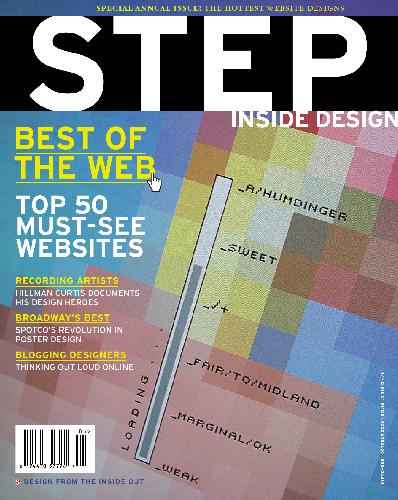 SPECIAL ANNUAL ISSUE: THE HOTTEST WEBSITE DESIGNS
STEP
INSIDE DESIGN
BEST OF
THE WEB
TOP 50
MUST-SEE
WEBSITES
RECORDING ARTISTS
HILLMAN CURTIS DOCUMENTS
HIS DESIGN HEROES
BROADWAY'S BEST
SPOTCO'S REVOLUTION IN
POSTER DESIGN
BLOGGING DESIGNERS
THINKING OUT LOUD ONLINE
_A/HUMDINGER
_SWEET
_√+
_FAIR/TO/MIDLAND
_MARGINAL/OK
_WEAK
LOADING ...
DESIGN FROM THE INSIDE OUT